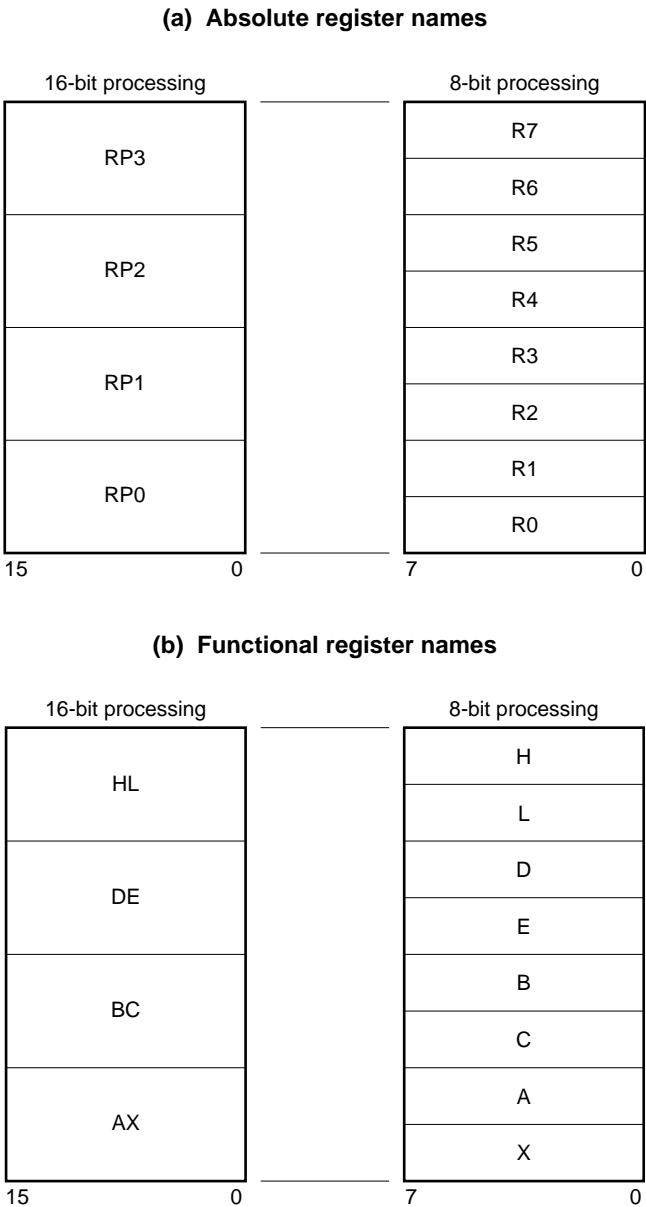 (a) Absolute register names
16-bit processing
8-bit processing
RP3
RP2
RP1
RP0
15 0
R7
R6
R5
R4
R3
R2
R1
R0
7 0
(b) Functional register names
16-bit processing
8-bit processing
HL
DE
BC
AX
15 0
H
L
D
E
B
C
A
X
7 0